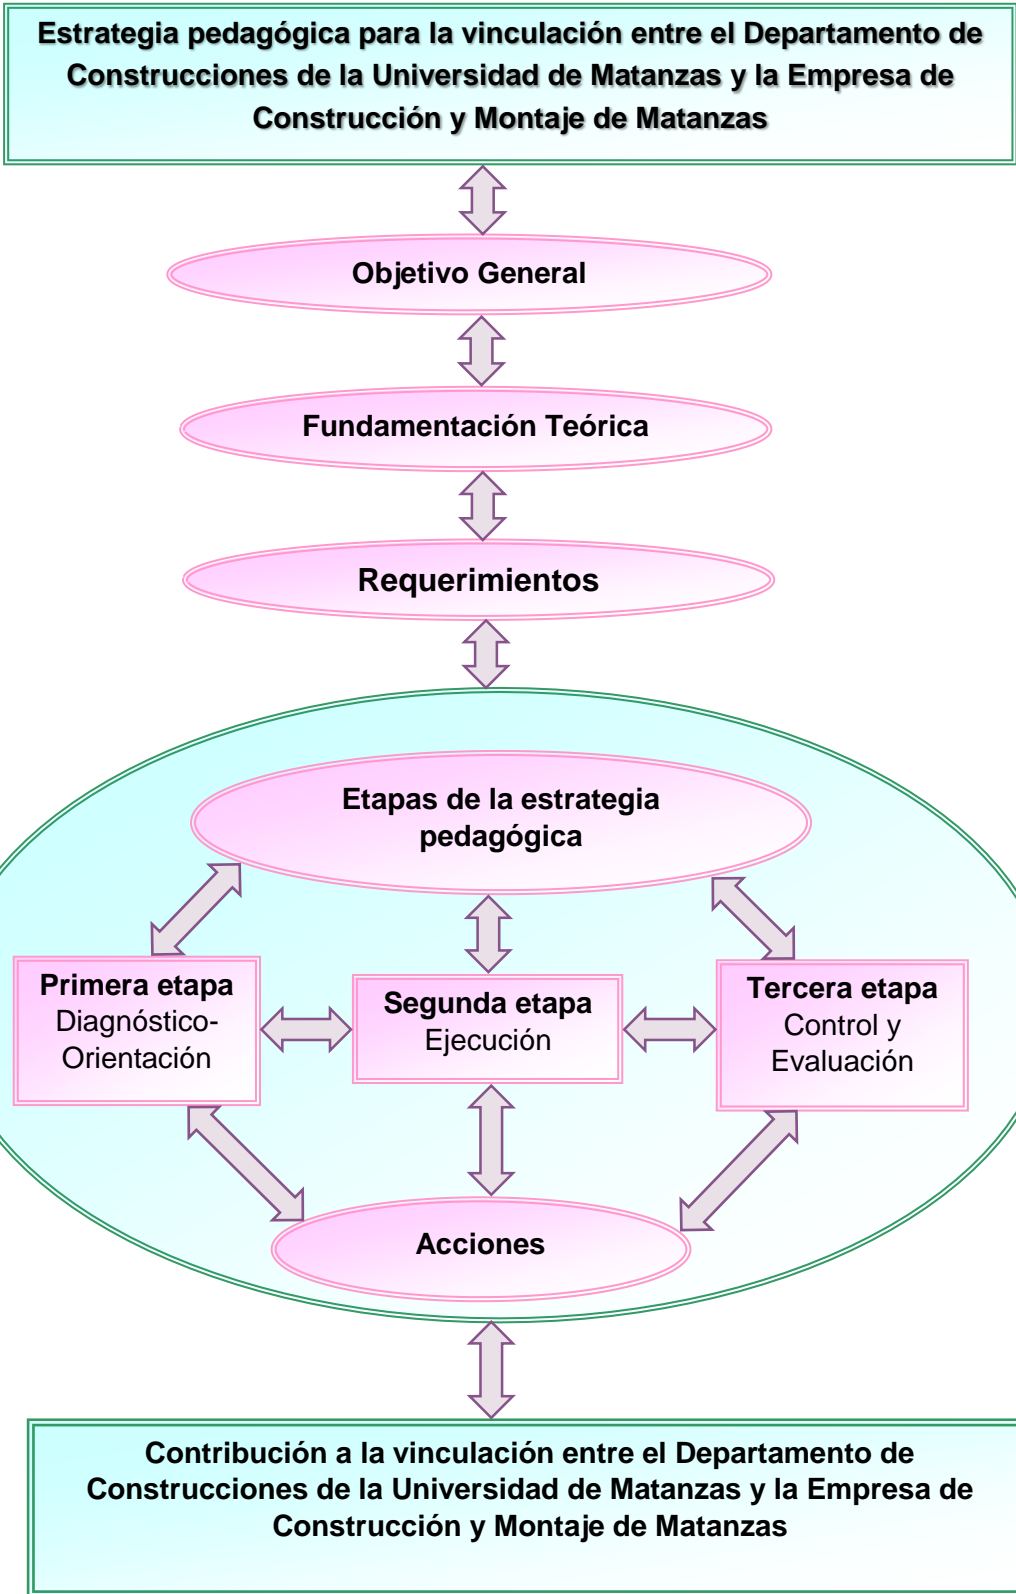 Estrategia pedagógica para la vinculación entre el Departamento de
Construcciones de la Universidad de Matanzas y la Empresa de
Construcción y Montaje de Matanzas
Objetivo General
Fundamentación Teórica
Requerimientos
Etapas de la estrategia
pedagógica
Primera etapa
Diagnóstico-
Orientación
Segunda etapa
Ejecución
Tercera etapa
Control y
Evaluación
Acciones
Contribución a la vinculación entre el Departamento de
Construcciones de la Universidad de Matanzas y la Empresa de
Construcción y Montaje de Matanzas